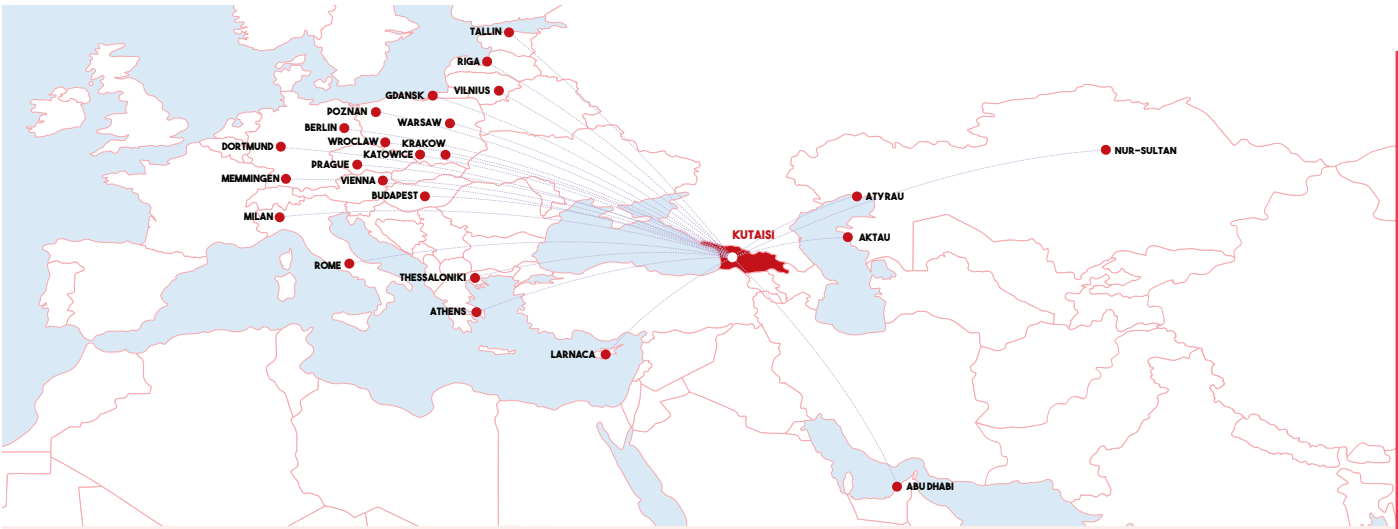 TALLIN
RIGA
VILNIUS
GDANSK
POZNAN
WARSAW
BERLIN
WROCLAW
KRAKOW
DORTMUND
KATOWICE
NUR-SULTAN
PRAGUE
MEMMINGEN
VIENNA
BUDAPEST
ATYRAU
MILAN
KUTAISI
AKTAU
ROME
THESSALONIKI
ATHENS
LARNACA
ABU DHABI